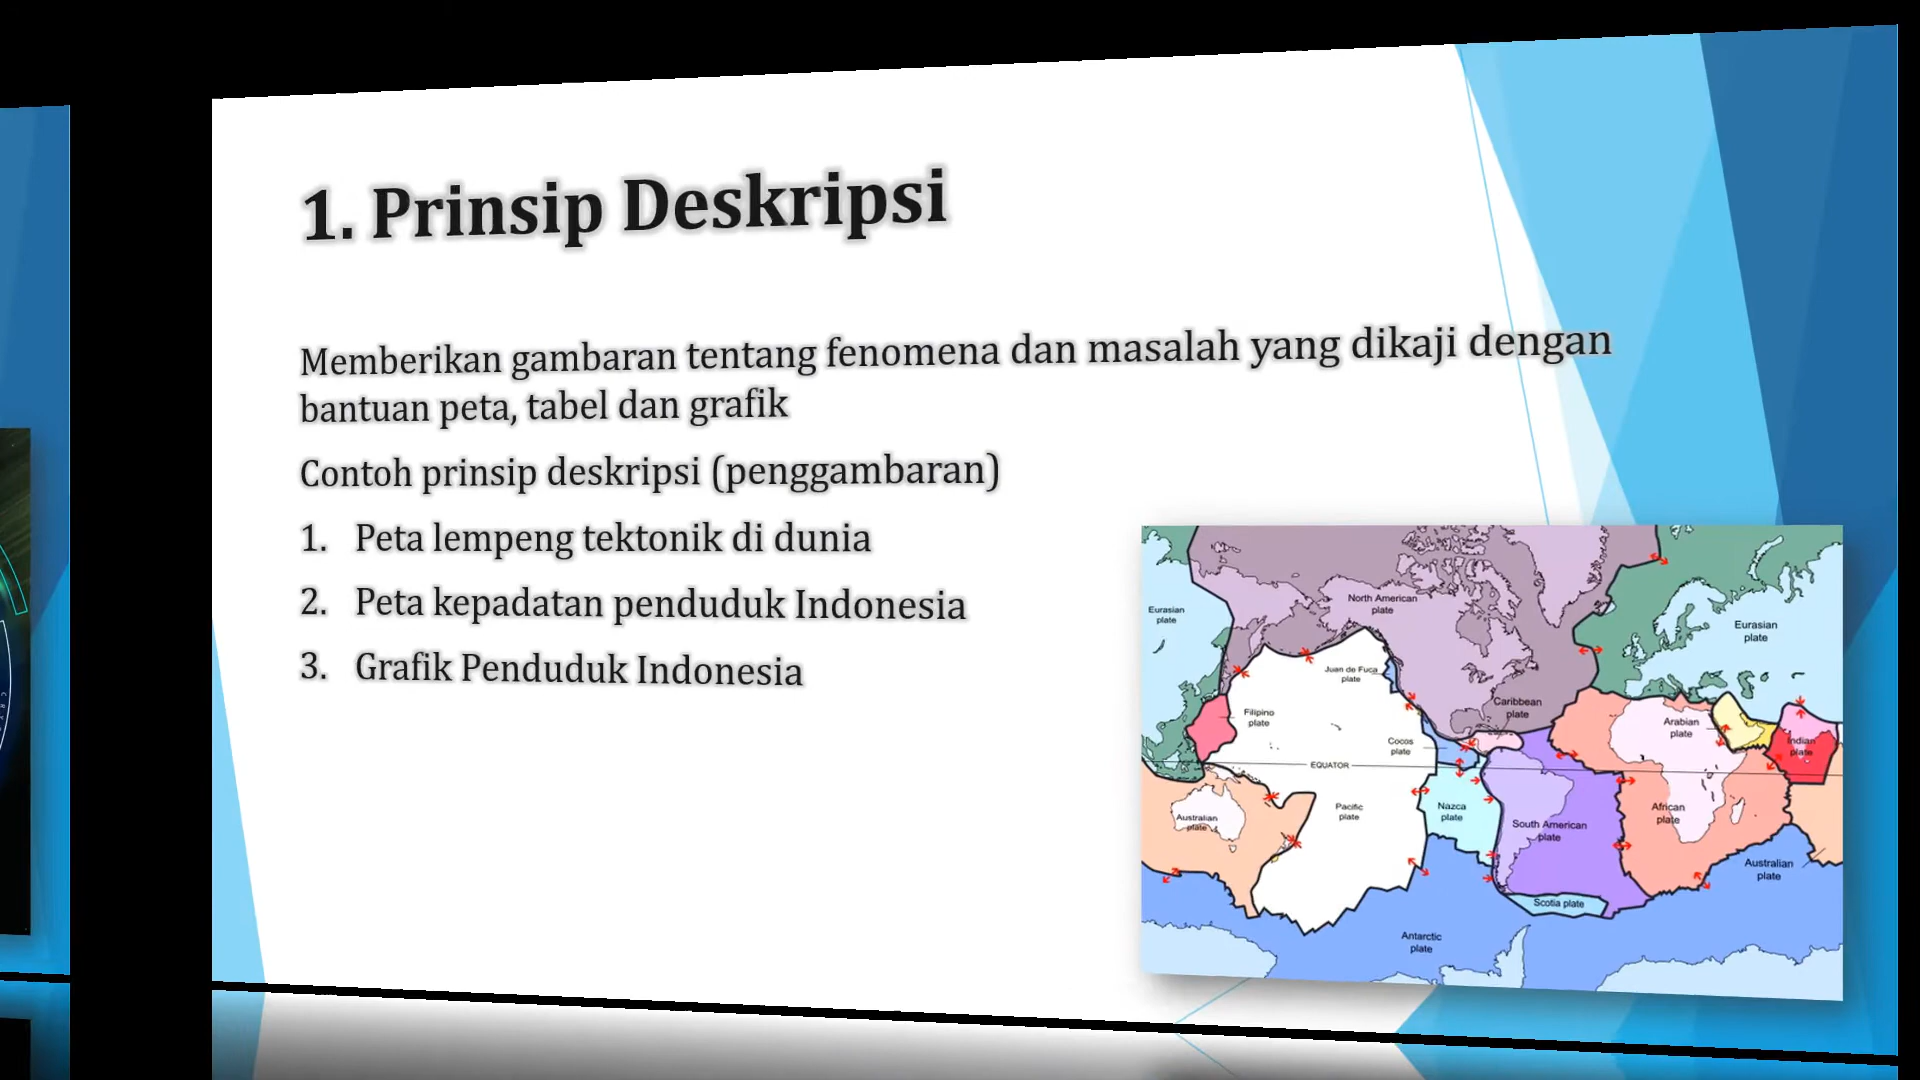 1. Prinsip Deskripsi
Memberikan gambaran tentang fenomena dan masalah yang dikaji dengan
bantuan peta, tabel dan grafik
Contoh prinsip deskripsi (penggambaran)
1. Peta lempeng tektonik di dunia
2. Peta kepadatan penduduk Indonesia
3. Grafik Penduduk Indonesia
Eurasian
plate
North American
plate
Eurasian
plate
Juan de Fuca
plate
Filipino
plate
Caribbean
plate
Arabian
plate
Indian
plate
Cocos
plate
EQUATOR
Australian
plate
Pacific
plate
Nazca
plate
South American
plate
African
plate
Australian
plate
Scotia plate
Antarctic
plate